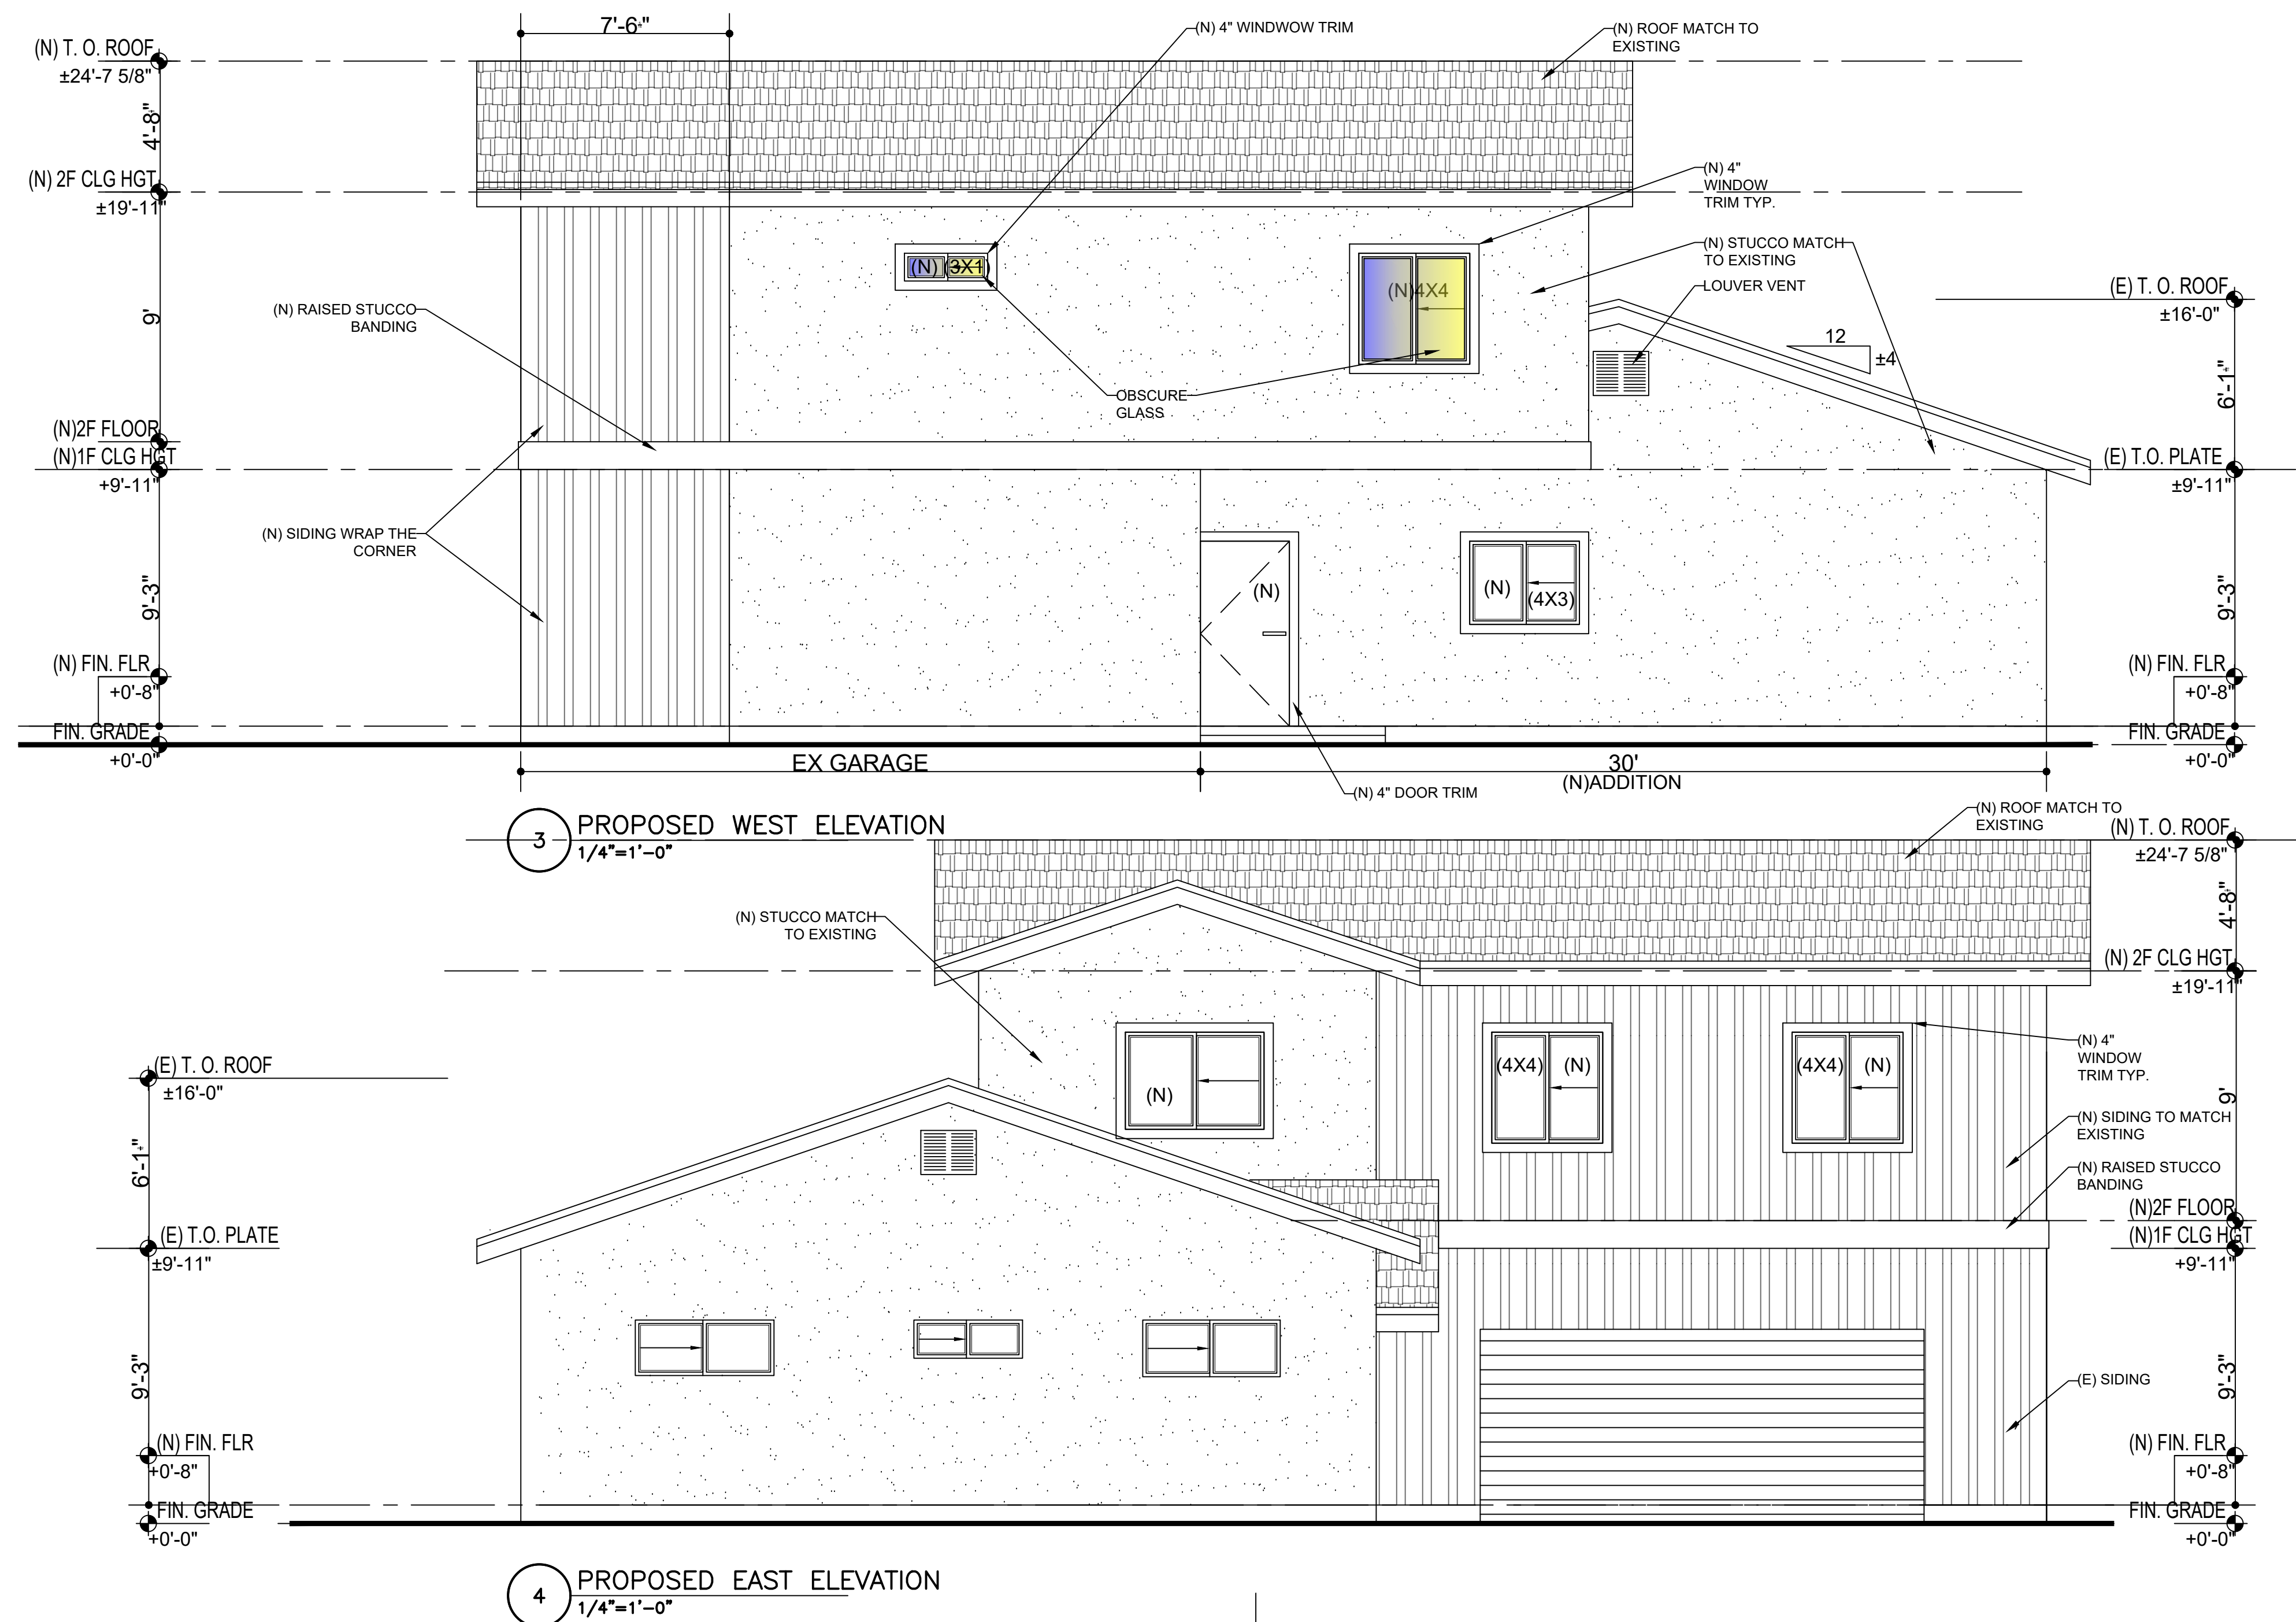 7'-6"
(N) 4" WINDWOW TRIM
(N) ROOF MATCH TO
EXISTING
(N) T. O. ROOF
±24'-7 5/8"
4'-8"
(N) 2F CLG HGT
±19'-11"
(N) 4"
WINDOW
TRIM TYP.
(N) STUCCO MATCH
TO EXISTING
LOUVER VENT
(N) (3X1)
(N)4X4
(E) T. O. ROOF
±16'-0"
(N) RAISED STUCCO
BANDING
9'
12
±4
6'-1"
OBSCURE
GLASS
(N)2F FLOOR
(N)1F CLG HGT
+9'-11"
(E) T.O. PLATE
±9'-11"
(N) SIDING WRAP THE
CORNER
9'-3"
(N)
(N)
(4X3)
9'-3"
(N) FIN. FLR
+0'-8"
(N) FIN. FLR
+0'-8"
FIN. GRADE
+0'-0"
FIN. GRADE
+0'-0"
EX GARAGE
30'
(N)ADDITION
(N) 4" DOOR TRIM
3
PROPOSED WEST ELEVATION
1/4"=1'-0"
(N) ROOF MATCH TO
EXISTING
(N) T. O. ROOF
±24'-7 5/8"
4'-8"
(N) STUCCO MATCH
TO EXISTING
(N) 2F CLG HGT
±19'-11"
(E) T. O. ROOF
±16'-0"
(N)
(4X4)
(N)
(4X4)
(N)
(N) 4"
WINDOW
TRIM TYP.
9'
(N) SIDING TO MATCH
EXISTING
6'-1"
(N) RAISED STUCCO
BANDING
(E) T.O. PLATE
±9'-11"
(N)2F FLOOR
(N)1F CLG HGT
+9'-11"
9'-3"
9'-3"
(E) SIDING
(N) FIN. FLR
+0'-8"
(N) FIN. FLR
+0'-8"
FIN. GRADE
+0'-0"
FIN. GRADE
+0'-0"
4
PROPOSED EAST ELEVATION
1/4"=1'-0"